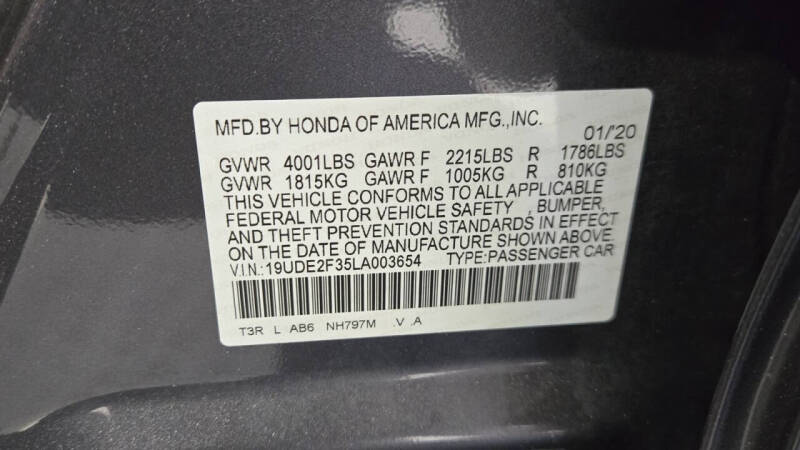 MFD.BY HONDA OF AMERICA MFG.,INC. 01/'20
GVWR 4001LBS GAWR F 2215LBS R 1786LBS
GVWR 1815KG GAWR F 1005KG R 810KG
THIS VEHICLE CONFORMS TO ALL APPLICABLE
FEDERAL MOTOR VEHICLE SAFETY , BUMPER,
AND THEFT PREVENTION STANDARDS IN EFFECT
ON THE DATE OF MANUFACTURE SHOWN ABOVE.
V.I.N.: 19UDE2F35LA003654 TYPE:PASSENGER CAR
T3R L AB6 NH797M .V .A